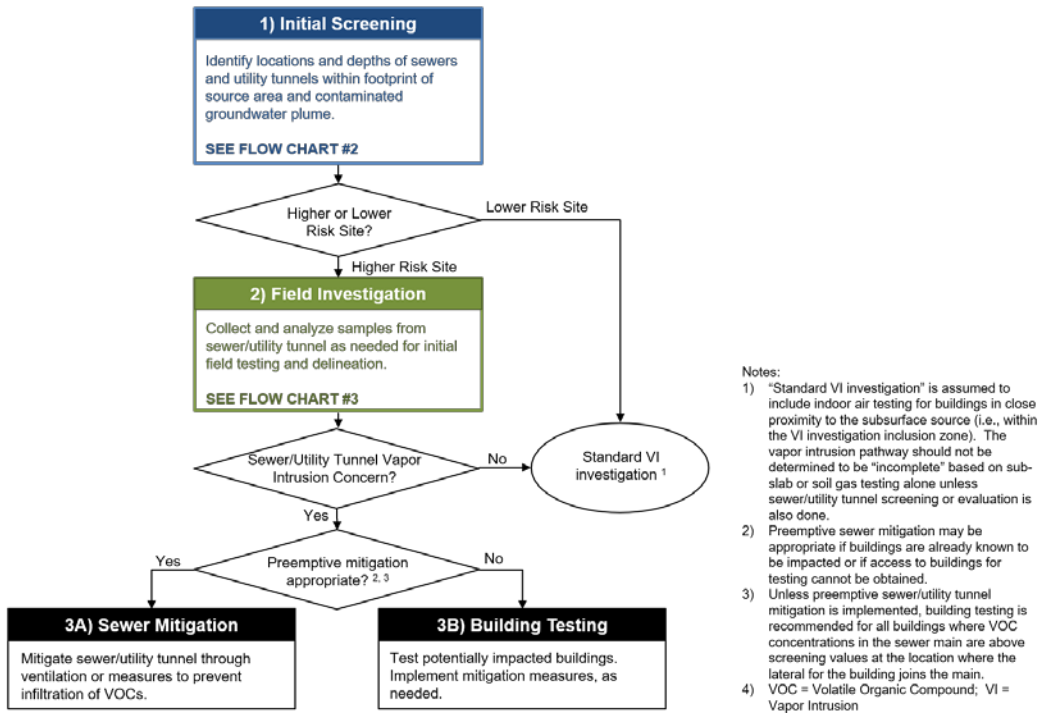 1) Initial Screening
Identify locations and depths of sewers
and utility tunnels within footprint of
source area and contaminated
groundwater plume.
SEE FLOW CHART #2
Higher or Lower
Risk Site?
Lower Risk Site
Higher Risk Site
2) Field Investigation
Collect and analyze samples from
sewer/utility tunnel as needed for initial
field testing and delineation.
SEE FLOW CHART #3
Sewer/Utility Tunnel Vapor
Intrusion Concern?
No
Standard VI
investigation 1
Yes
Preemptive mitigation
appropriate? 2, 3
Yes
No
3A) Sewer Mitigation
Mitigate sewer/utility tunnel through
ventilation or measures to prevent
infiltration of VOCs.
3B) Building Testing
Test potentially impacted buildings.
Implement mitigation measures, as
needed.
Notes:
1) “Standard VI investigation” is assumed to
include indoor air testing for buildings in close
proximity to the subsurface source (i.e., within
the VI investigation inclusion zone). The
vapor intrusion pathway should not be
determined to be “incomplete” based on sub-
slab or soil gas testing alone unless
sewer/utility tunnel screening or evaluation is
also done.
2) Preemptive sewer mitigation may be
appropriate if buildings are already known to
be impacted or if access to buildings for
testing cannot be obtained.
3) Unless preemptive sewer/utility tunnel
mitigation is implemented, building testing is
recommended for all buildings where VOC
concentrations in the sewer main are above
screening values at the location where the
lateral for the building joins the main.
4) VOC = Volatile Organic Compound; VI =
Vapor Intrusion